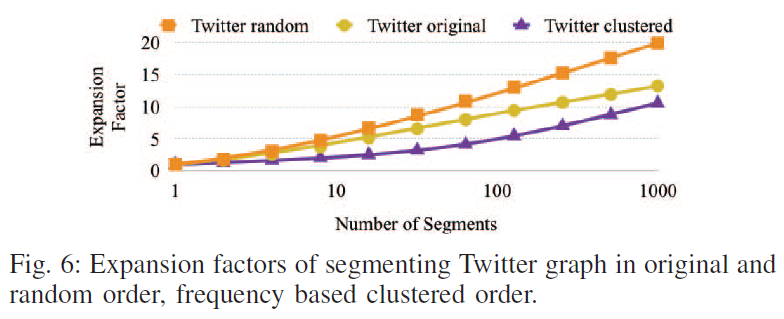 Twitter random Twitter original Twitter clustered
20
15
10
5
0
Expansion
Factor
1 10 100 1000
Number of Segments
Fig. 6: Expansion factors of segmenting Twitter graph in original and
random order, frequency based clustered order.